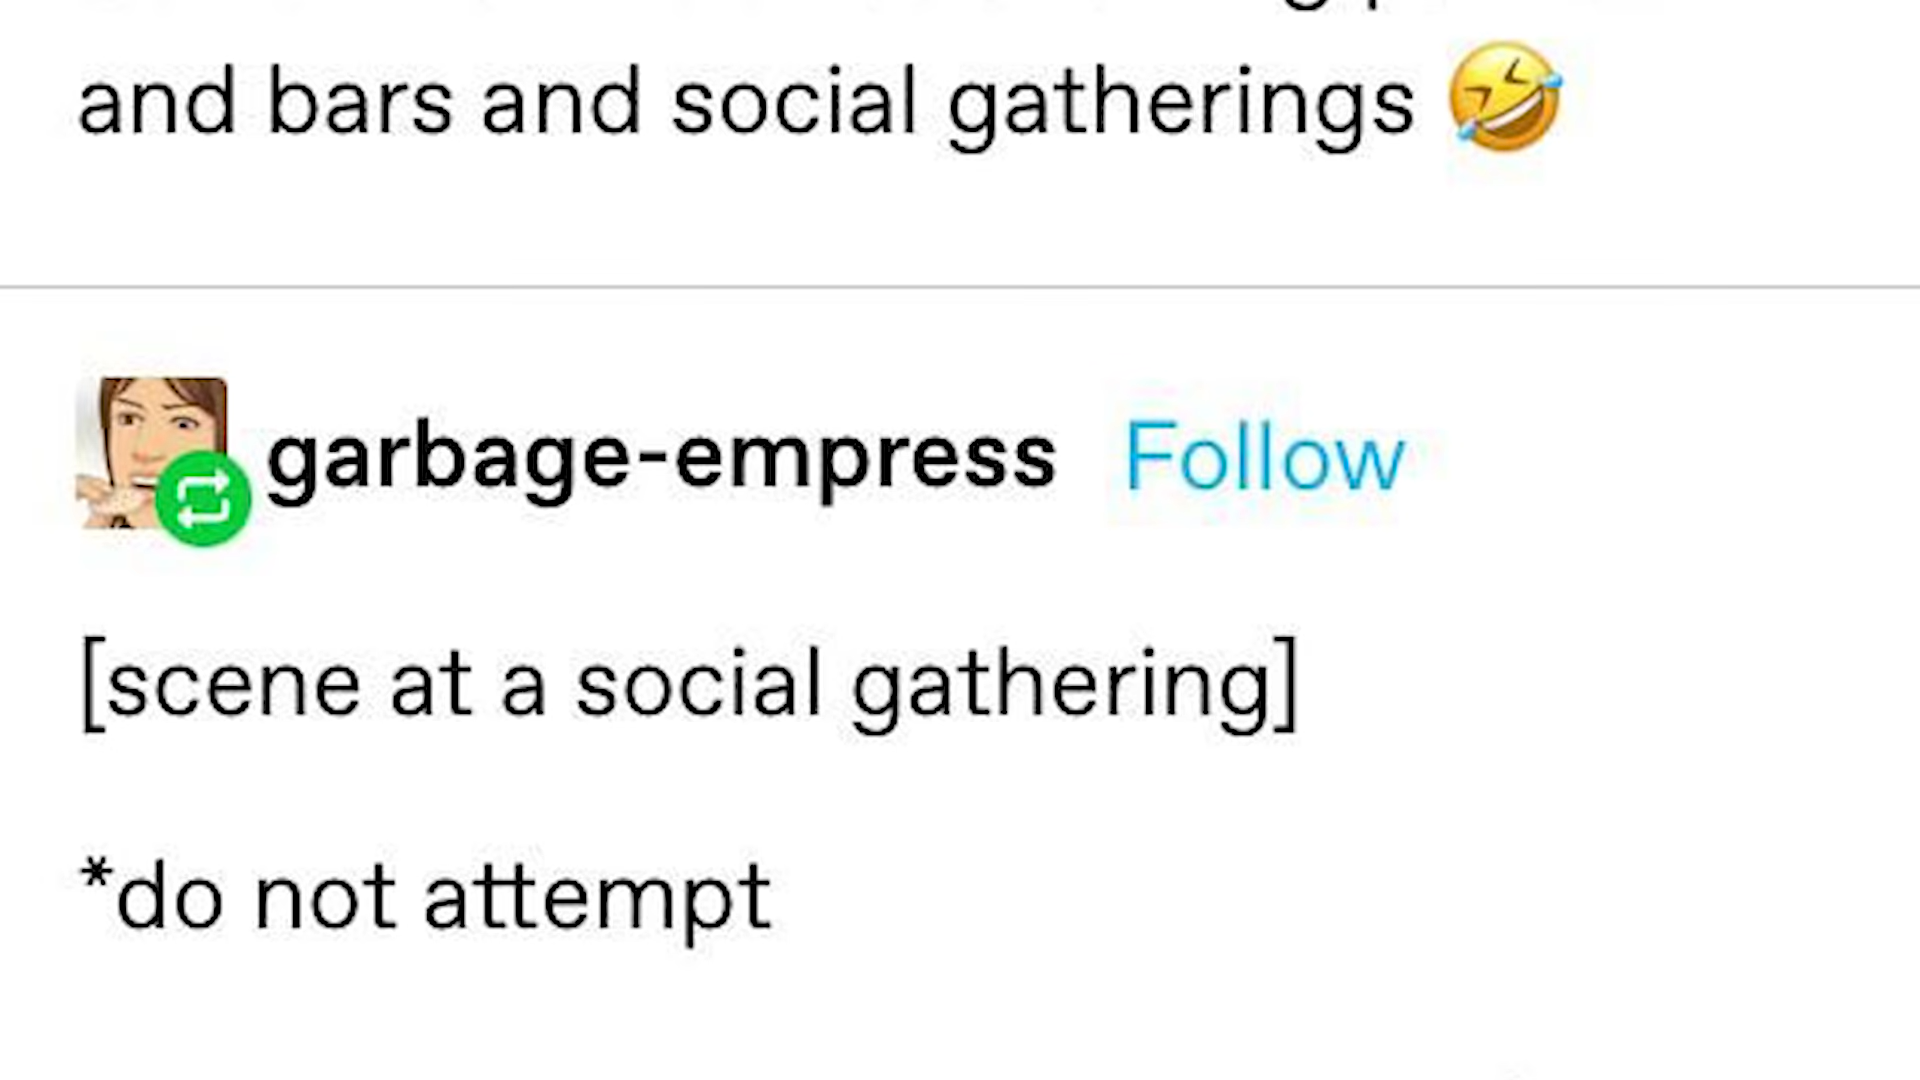 and bars and social gatherings 🤣
garbage-empress Follow
[scene at a social gathering]
*do not attempt